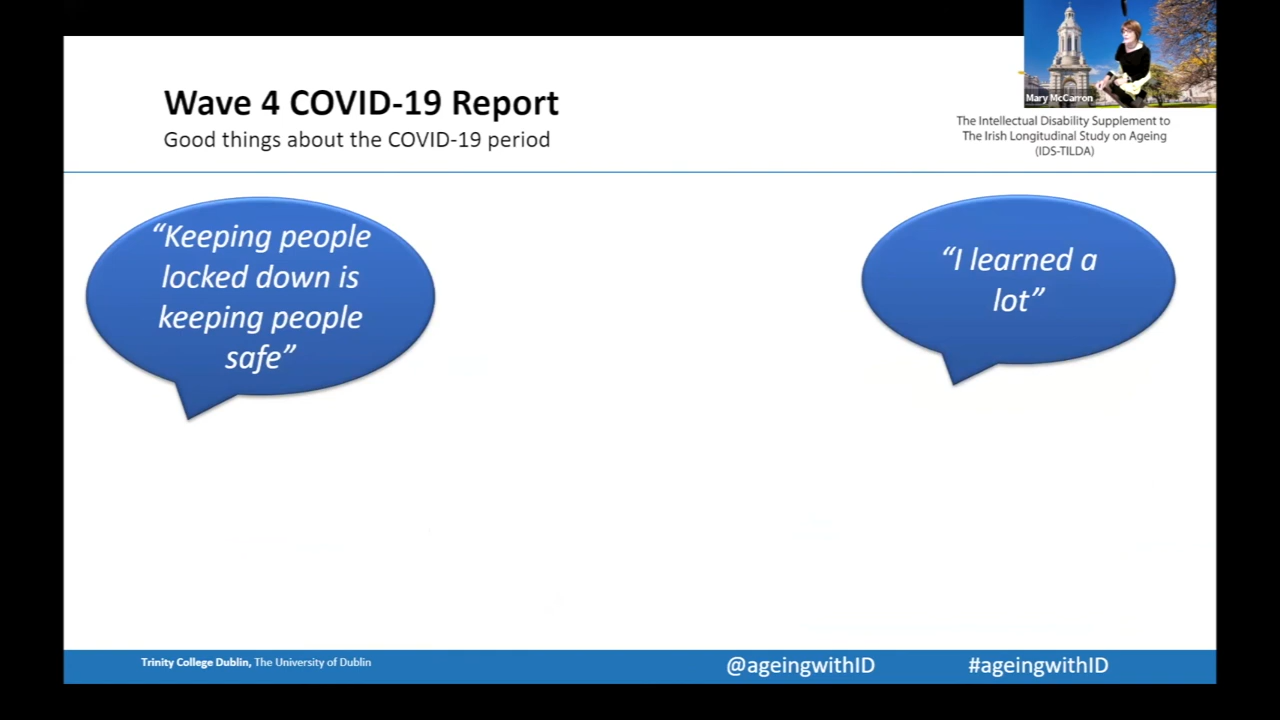 Wave 4 COVID-19 Report
Good things about the COVID-19 period
Mary McCarron
The Intellectual Disability Supplement to
The Irish Longitudinal Study on Ageing
(IDS-TILDA)
“Keeping people
locked down is
keeping people
safe”
“I learned a
lot”
Trinity College Dublin, The University of Dublin
@ageingwithID
#ageingwithID